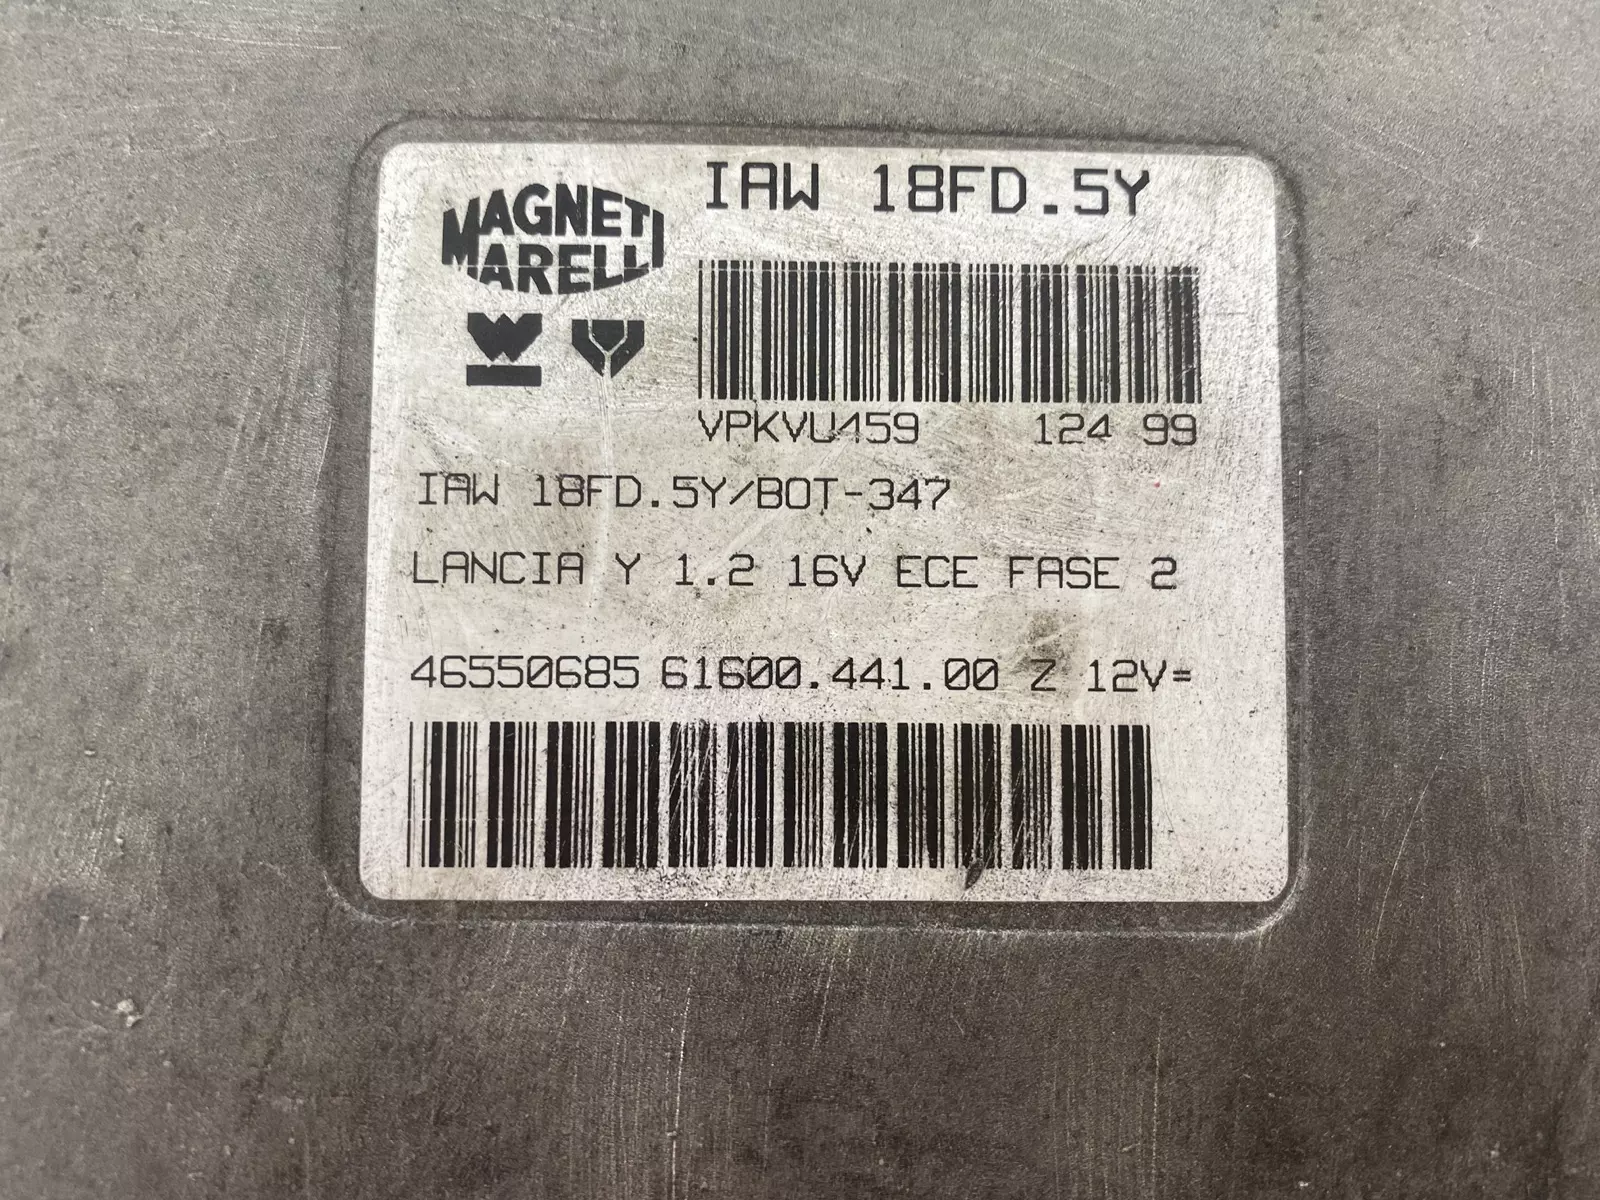 MAGNETI
MARELLI
IAW 18FD.5Y
VPKVU459 124 99
IAW 18FD.5Y/BOT-347
LANCIA Y 1.2 16V ECE FASE 2
46550685 61600.441.00 Z 12V=